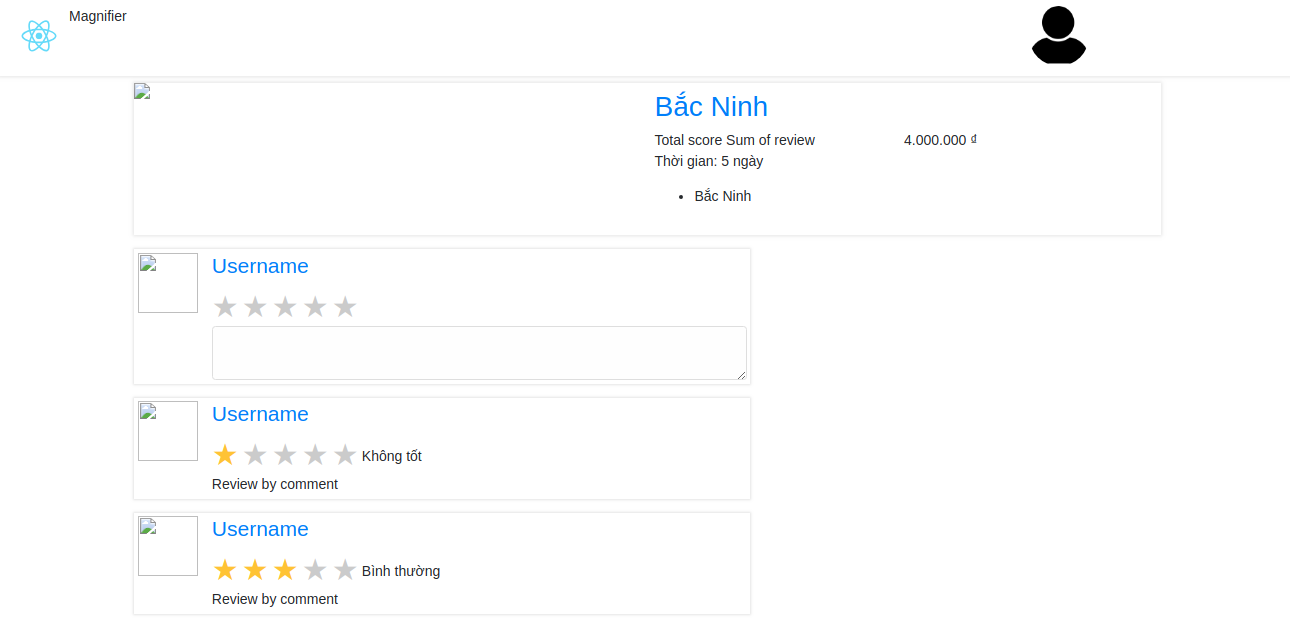 Magnifier
Bắc Ninh
Total score Sum of review 4.000.000 ₫
Thời gian: 5 ngày
• Bắc Ninh
Username
Username
Không tốt
Review by comment
Username
Bình thường
Review by comment